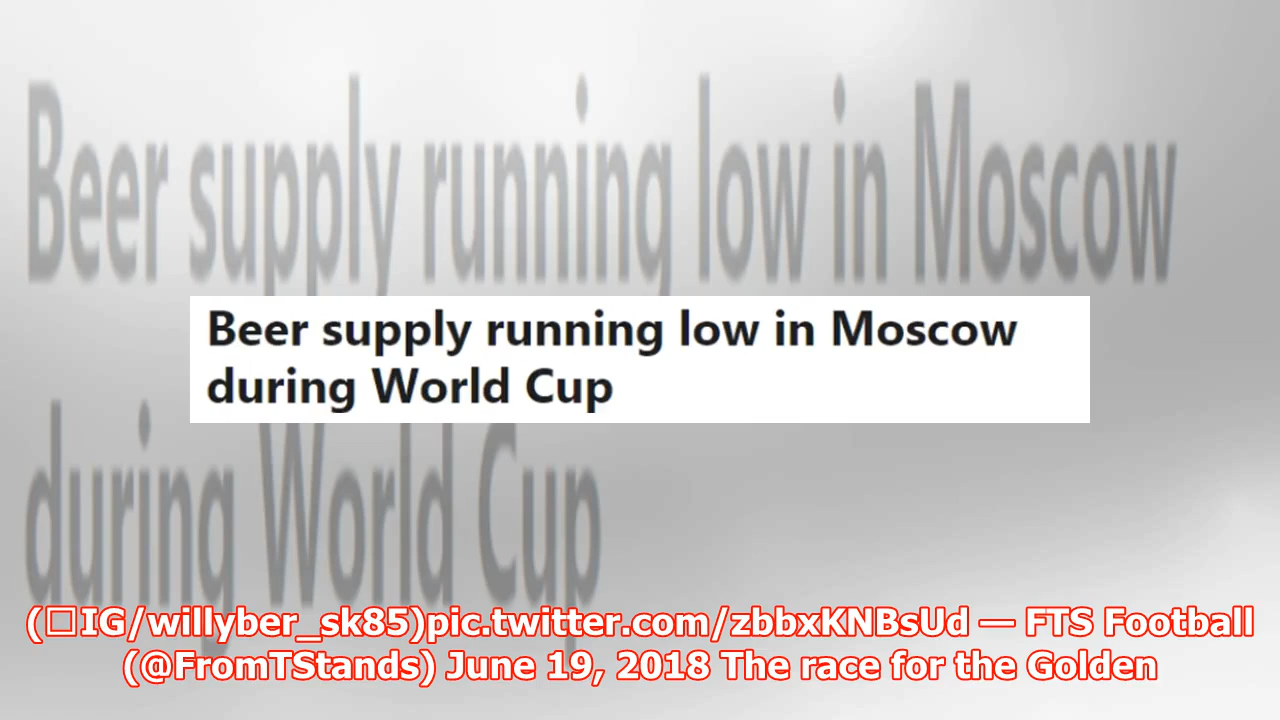 Beer supply running low in Moscow
Beer supply running low in Moscow
during World Cup
during World Cup
(□IG/willyber_sk85)pic.twitter.com/zbbxKNBsUd — FTS Football
(@FromTStands) June 19, 2018 The race for the Golden